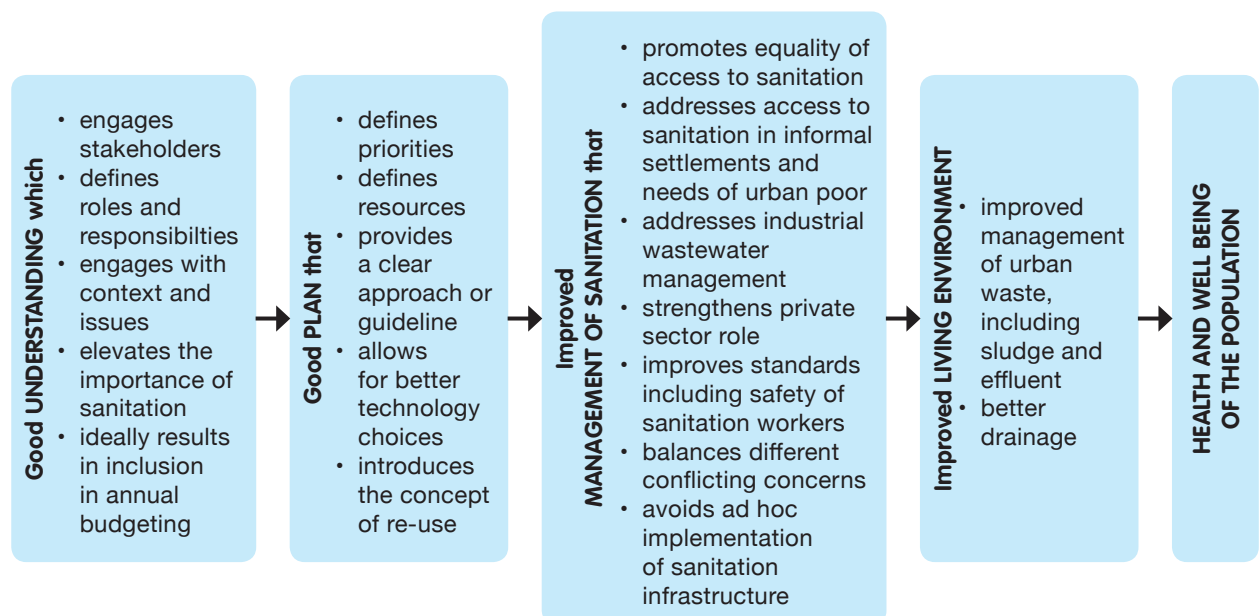 Good UNDERSTANDING which
• engages
stakeholders
• defines
roles and
responsibilties
• engages with
context and
issues
• elevates the
importance of
sanitation
• ideally results
in inclusion
in annual
budgeting
Good PLAN that
• defines
priorities
• defines
resources
• provides
a clear
approach or
guideline
• allows
for better
technology
choices
• introduces
the concept
of re-use
Improved
MANAGEMENT OF SANITATION that
• promotes equality of
access to sanitation
• addresses access to
sanitation in informal
settlements and
needs of urban poor
• addresses industrial
wastewater
management
• strengthens private
sector role
• improves standards
including safety of
sanitation workers
• balances different
conflicting concerns
• avoids ad hoc
implementation
of sanitation
infrastructure
Improved LIVING ENVIRONMENT
• improved
management
of urban
waste,
including
sludge and
effluent
• better
drainage
HEALTH AND WELL BEING
OF THE POPULATION